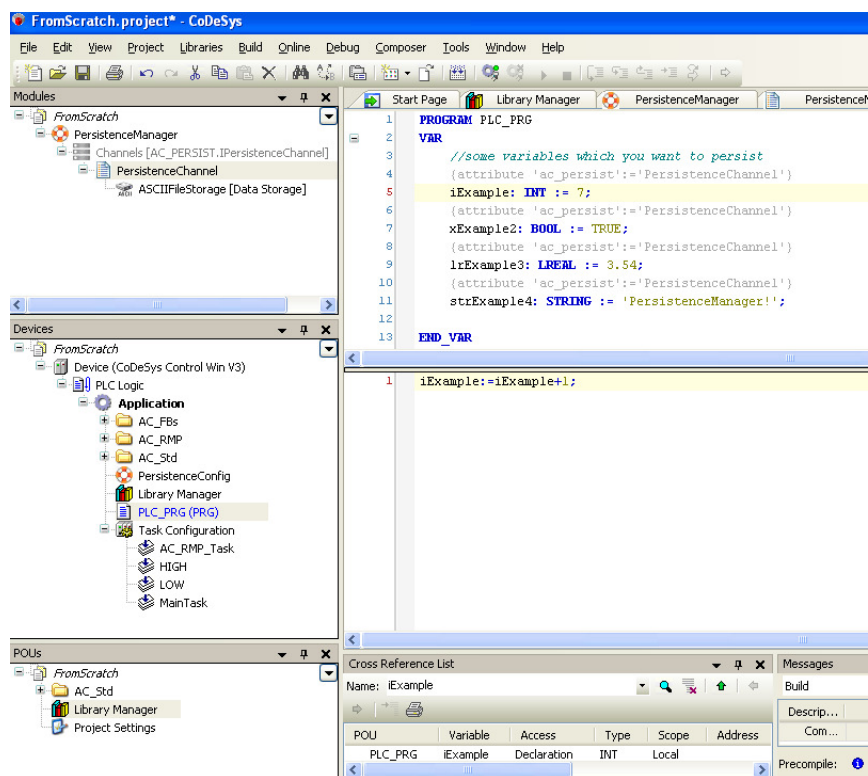 FromScratch.project* - CoDeSys
File Edit View Project Libraries Build Online Debug Composer Tools Window Help
Modules
FromScratch
PersistenceManager
Channels [AC_PERSIST.IPersistenceChannel]
PersistenceChannel
ASCIIFileStorage [Data Storage]
Devices
FromScratch
Device (CoDeSys Control Win V3)
PLC Logic
Application
AC_FBs
AC_RMP
AC_Std
PersistenceConfig
Library Manager
PLC_PRG (PRG)
Task Configuration
AC_RMP_Task
HIGH
LOW
MainTask
POUs
FromScratch
AC_Std
Library Manager
Project Settings
Start Page Library Manager PersistenceManager PersistenceM
1 PROGRAM PLC_PRG
2 VAR
3 //some variables which you want to persist
4 {attribute 'ac_persist':='PersistenceChannel'}
5 iExample: INT := 7;
6 {attribute 'ac_persist':='PersistenceChannel'}
7 xExample2: BOOL := TRUE;
8 {attribute 'ac_persist':='PersistenceChannel'}
9 lrExample3: LREAL := 3.54;
10 {attribute 'ac_persist':='PersistenceChannel'}
11 strExample4: STRING := 'PersistenceManager!';
12
13 END_VAR
1 iExample:=iExample+1;
Cross Reference List
Name: iExample
POU Variable Access Type Scope Address
PLC_PRG iExample Declaration INT Local
Messages
Build
Descrip...
Com...
Precompile: